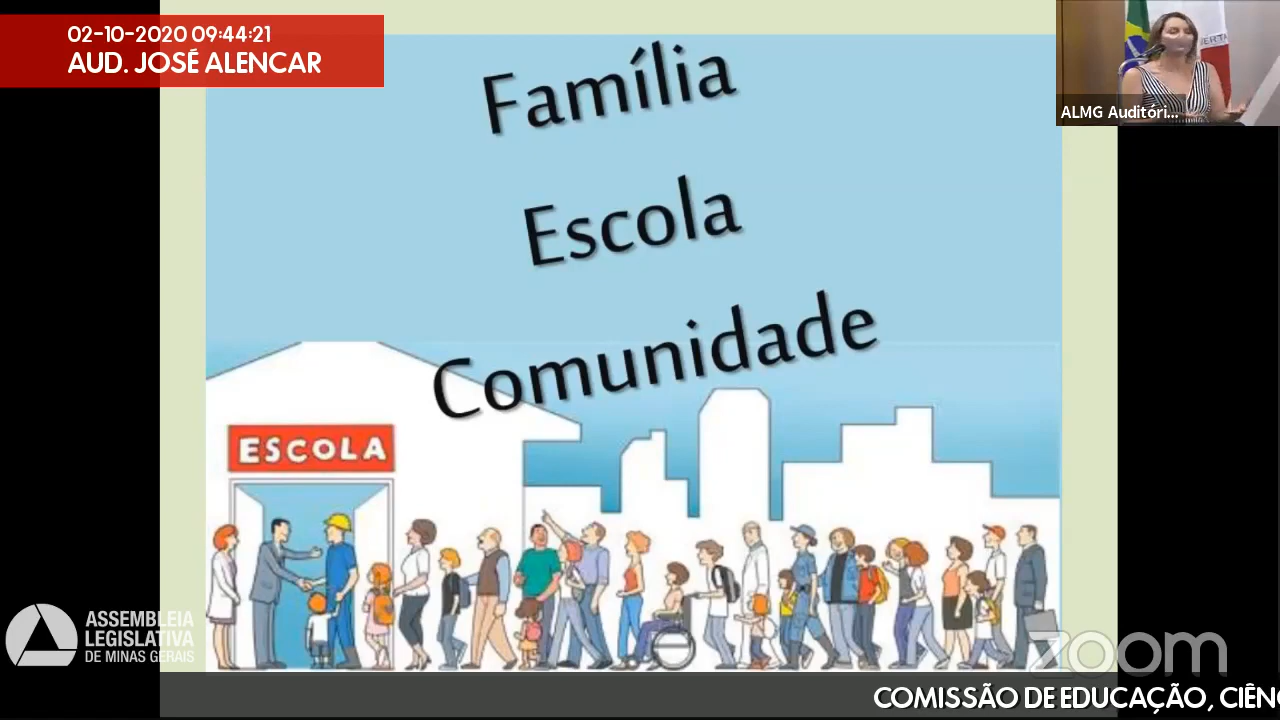 02-10-2020 09:44:21
AUD. JOSÉ ALENCAR
ALMG Auditóri...
Família
Escola
Comunidade
ESCOLA
ASSEMBLEIA
LEGISLATIVA
DE MINAS GERAIS
zoom
COMISSÃO DE EDUCAÇÃO, CIÊN